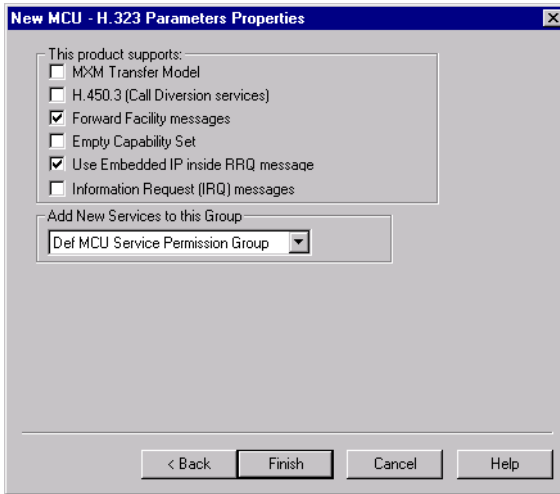 New MCU - H.323 Parameters Properties
This product supports:
MXM Transfer Model
H.450.3 (Call Diversion services)
Forward Facility messages
Empty Capability Set
Use Embedded IP inside RRQ message
Information Request (IRQ) messages
Add New Services to this Group
Def MCU Service Permission Group
< Back
Finish
Cancel
Help